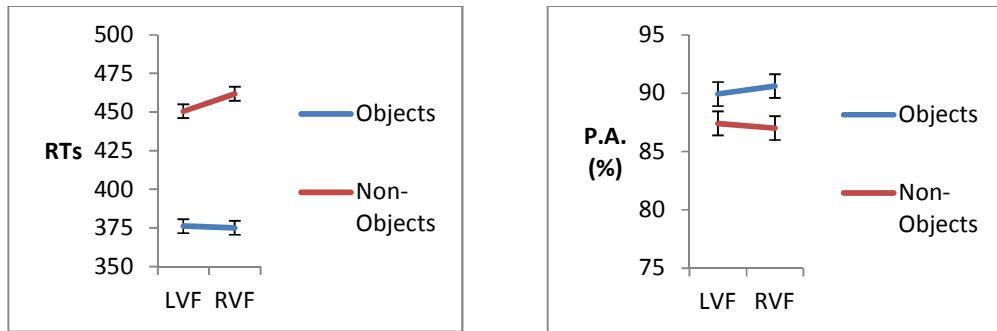 500
475
450
425
400
375
350
RTs
LVF RVF
Objects
Non-
Objects
95
90
85
80
75
P.A.
(%)
LVF RVF
Objects
Non-
Objects